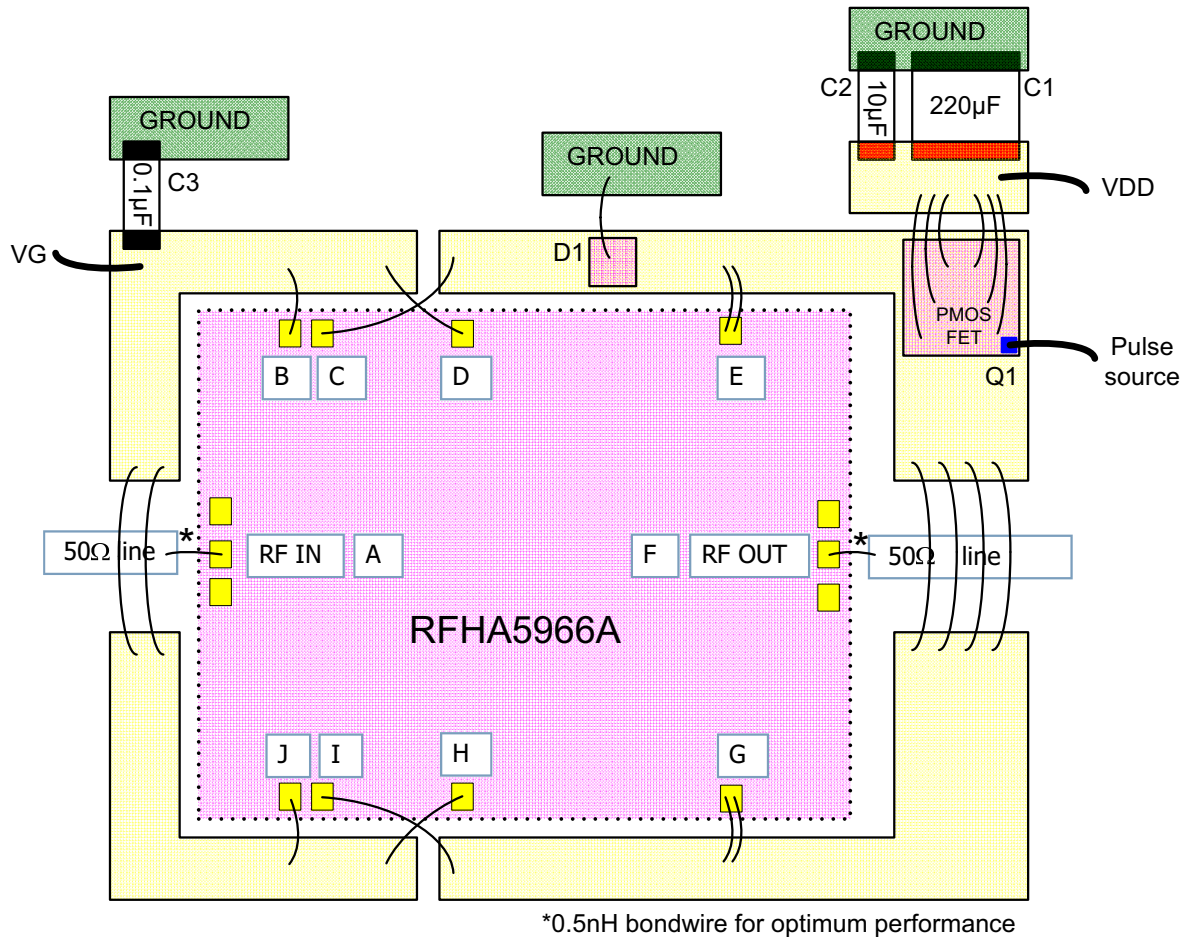 GROUND
C2
10µF
220µF
C1
GROUND
0.1µF
C3
GROUND
VDD
VG
D1
PMOS
FET
Q1
Pulse
source
B
C
D
E
50Ω line
*
RF IN
A
F
RF OUT
*
50Ω line
RFHA5966A
J
I
H
G
*0.5nH bondwire for optimum performance